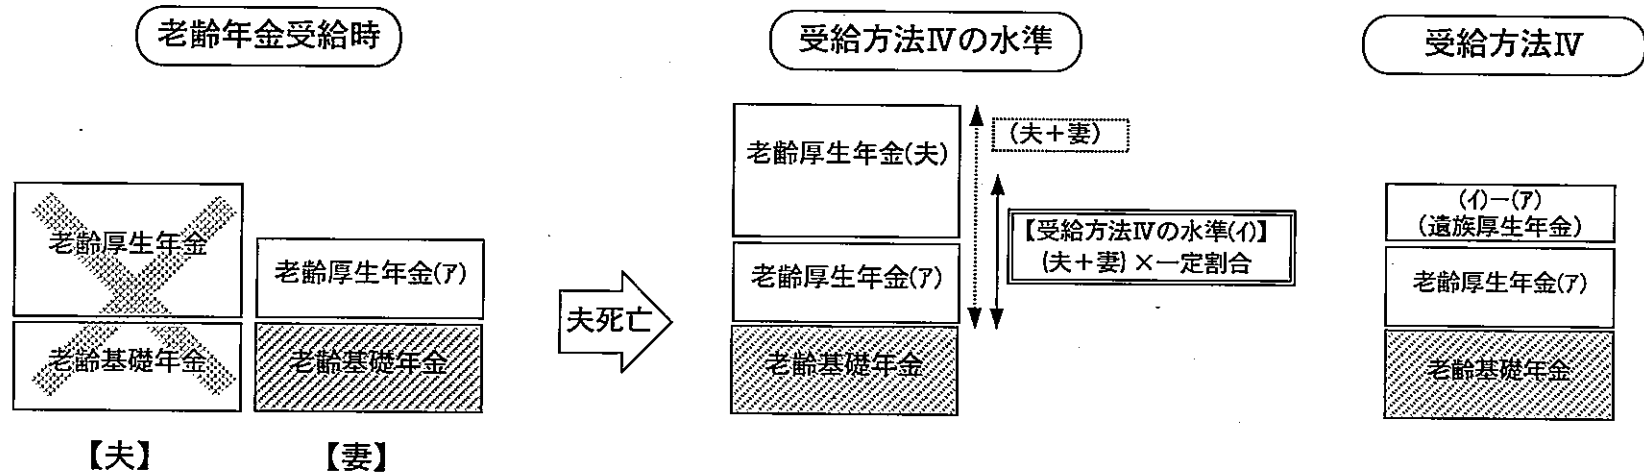 老齢年金受給時
老齢厚生年金
老齢基礎年金
【夫】
老齢厚生年金(ア)
老齢基礎年金
【妻】
夫死亡
受給方法Ⅳの水準
老齢厚生年金(夫)
老齢厚生年金(ア)
老齢基礎年金
(夫+妻)
【受給方法Ⅳの水準(イ)】
(夫+妻)×一定割合
受給方法Ⅳ
(イ)-(ア)
(遺族厚生年金)
老齢厚生年金(ア)
老齢基礎年金